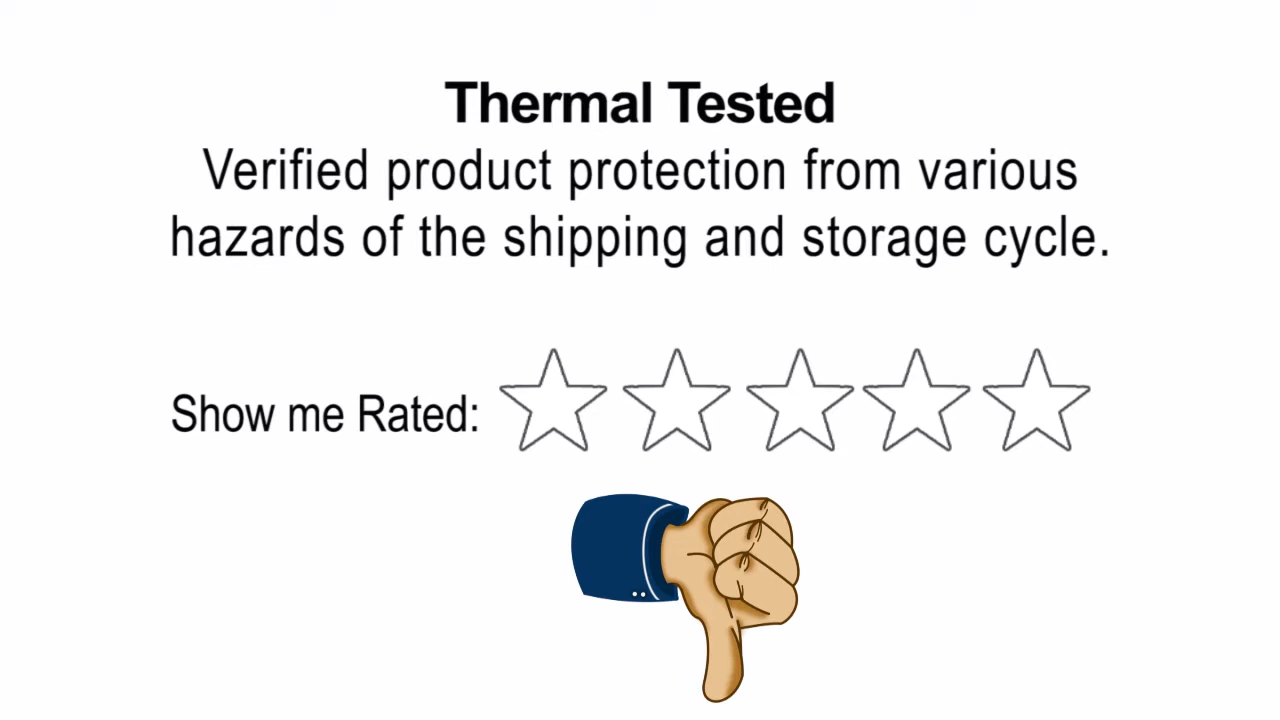 Thermal Tested
Verified product protection from various
hazards of the shipping and storage cycle.
Show me Rated: